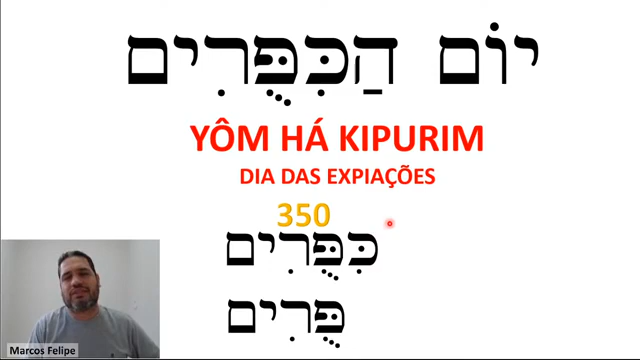 יוֹם הַכִּפֻּרִים
YÔM HÁ KIPURIM
DIA DAS EXPIAÇÕES
350
כִּפֻּרִים
פֻּרִים
Marcos Felipe